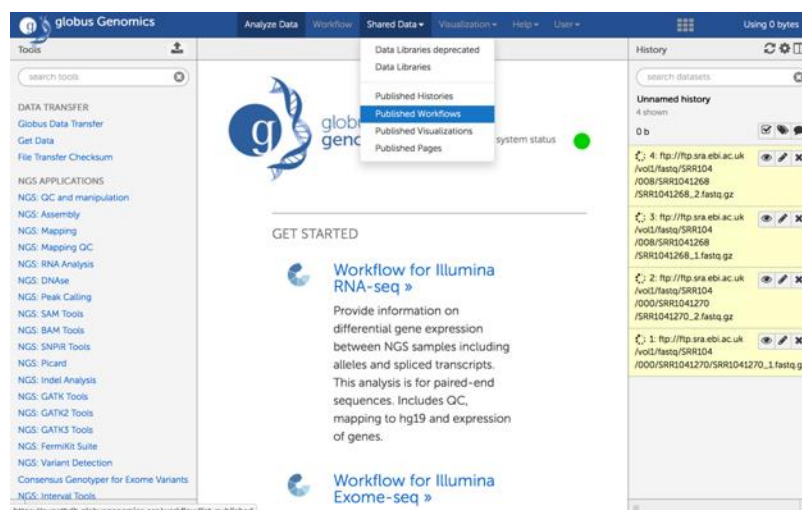 globus Genomics
Analyze Data Workflow Shared Data Visualization Help User
Using 0 bytes
Tools
search tools
DATA TRANSFER
Globus Data Transfer
Get Data
File Transfer Checksum
NGS APPLICATIONS
NGS: QC and manipulation
NGS: Assembly
NGS: Mapping
NGS: Mapping QC
NGS: RNA Analysis
NGS: DNAse
NGS: Peak Calling
NGS: SAM Tools
NGS: BAM Tools
NGS: SNPiR Tools
NGS: Picard
NGS: Indel Analysis
NGS: GATK Tools
NGS: GATK2 Tools
NGS: GATK3 Tools
NGS: FermiKit Suite
NGS: Variant Detection
Consensus Genotyper for Exome Variants
NGS: Interval Tools
Data Libraries deprecated
Data Libraries
Published Histories
Published Workflows
Published Visualizations
Published Pages
g
system status
GET STARTED
Workflow for Illumina
RNA-seq »
Provide information on
differential gene expression
between NGS samples including
alleles and spliced transcripts.
This analysis is for paired-end
sequences. Includes QC,
mapping to hg19 and expression
of genes.
Workflow for Illumina
Exome-seq »
History
search datasets
Unnamed history
4 shown
0 b
4: ftp://ftp.sra.ebi.ac.uk
/vol1/fastq/SRR104
/008/SRR1041268
/SRR1041268_2.fastq.gz
3: ftp://ftp.sra.ebi.ac.uk
/vol1/fastq/SRR104
/008/SRR1041268
/SRR1041268_1.fastq.gz
2: ftp://ftp.sra.ebi.ac.uk
/vol1/fastq/SRR104
/000/SRR1041270
/SRR1041270_2.fastq.gz
1: ftp://ftp.sra.ebi.ac.uk
/vol1/fastq/SRR104
/000/SRR1041270/SRR1041270_1.fastq.g